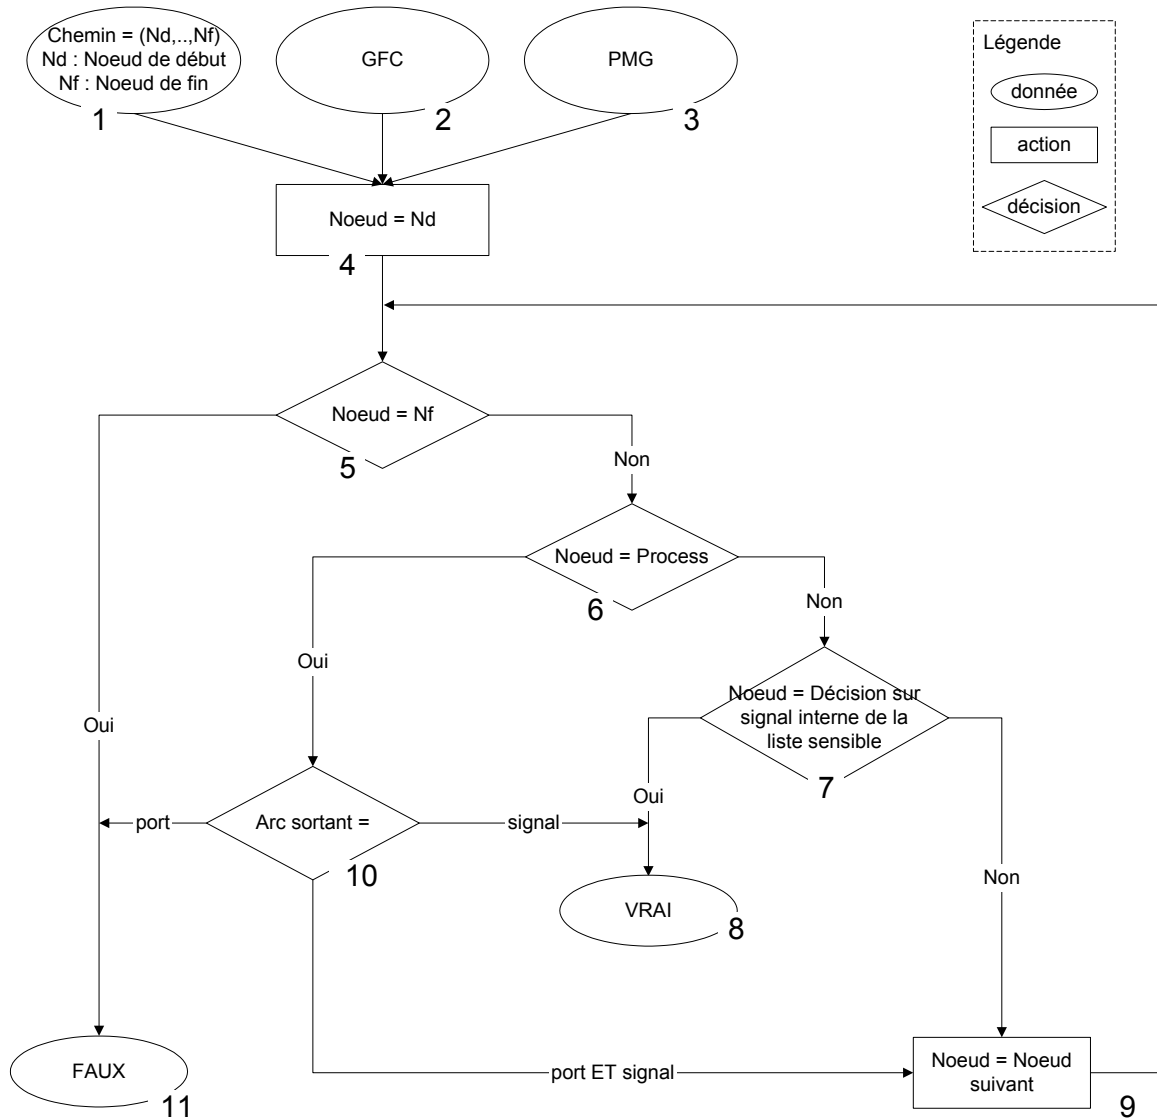 Chemin = (Nd,..,Nf)
Nd : Noeud de début
Nf : Noeud de fin
1
GFC
2
PMG
3
Légende
donnée
action
décision
Noeud = Nd
4
Noeud = Nf
5
Non
Noeud = Process
6
Non
Oui
Oui
Noeud = Décision sur
signal interne de la
liste sensible
7
Oui
port
Arc sortant =
signal
10
Non
VRAI
8
FAUX
11
port ET signal
Noeud = Noeud
suivant
9